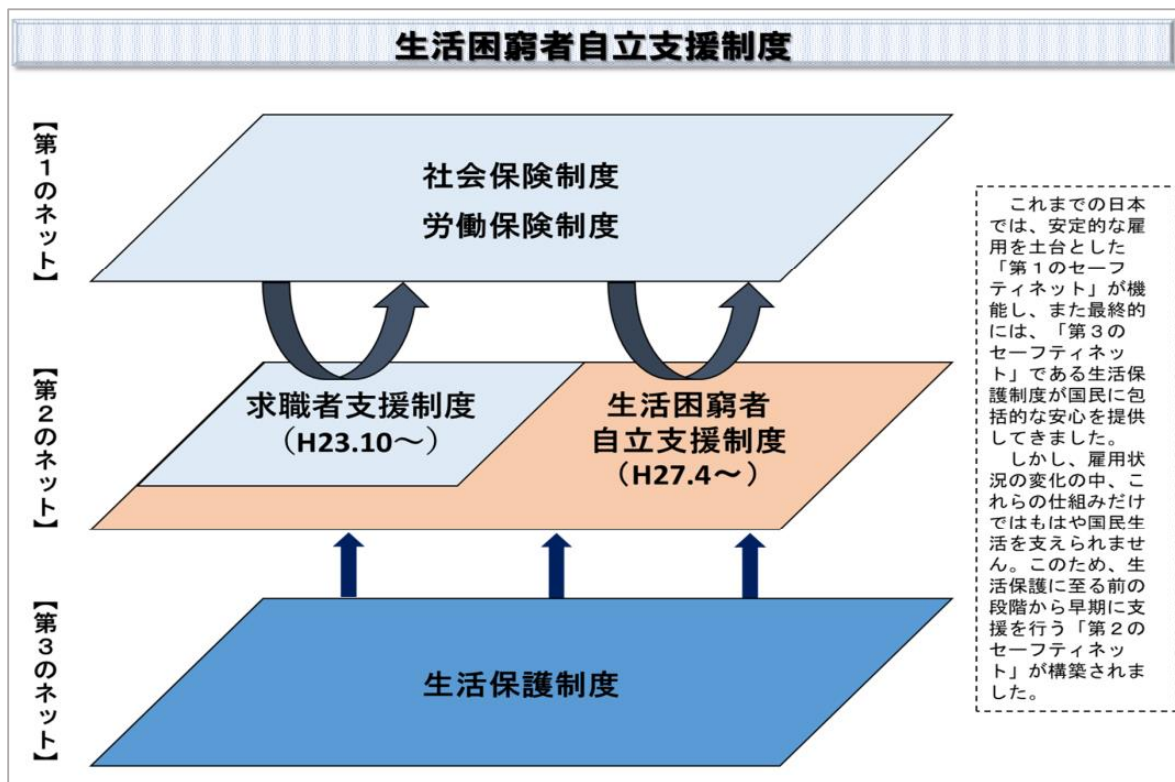 生活困窮者自立支援制度
【第1のネット】
社会保険制度
労働保険制度
【第2のネット】
求職者支援制度
（H23.10～）
生活困窮者
自立支援制度
（H27.4～）
【第3のネット】
生活保護制度
これまでの日本
では、安定的な雇
用を土台とした
「第１のセーフ
ティネット」が機
能し、また最終的
には、「第３の
セーフティネッ
ト」である生活保
護制度が国民に包
括的な安心を提供
してきました。
しかし、雇用状
況の変化の中、こ
れらの仕組みだけ
ではもはや国民生
活を支えられませ
ん。このため、生
活保護に至る前の
段階から早期に支
援を行う「第２の
セーフティネッ
ト」が構築されま
した。